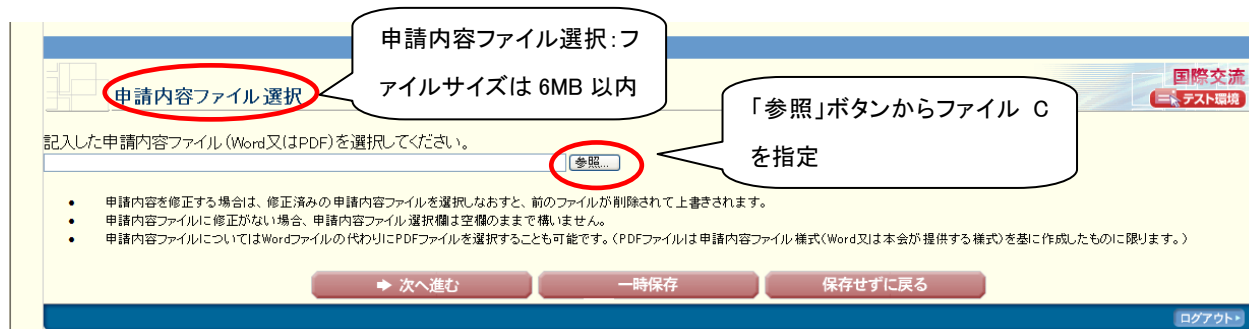 申請内容ファイル選択：フ
ァイルサイズは 6MB 以内
国際交流
テスト環境
申請内容ファイル選択
「参照」ボタンからファイル C
を指定
記入した申請内容ファイル（Word又はPDF）を選択してください。
参照...
• 申請内容を修正する場合は、修正済みの申請内容ファイルを選択しなおすと、前のファイルが削除されて上書きされます。
• 申請内容ファイルに修正がない場合、申請内容ファイル選択欄は空欄のままで構いません。
• 申請内容ファイルについてはWordファイルの代わりにPDFファイルを選択することも可能です。（PDFファイルは申請内容ファイル様式（Word又は本会が提供する様式）を基に作成したものに限ります。）
次へ進む 一時保存 保存せずに戻る
ログアウト